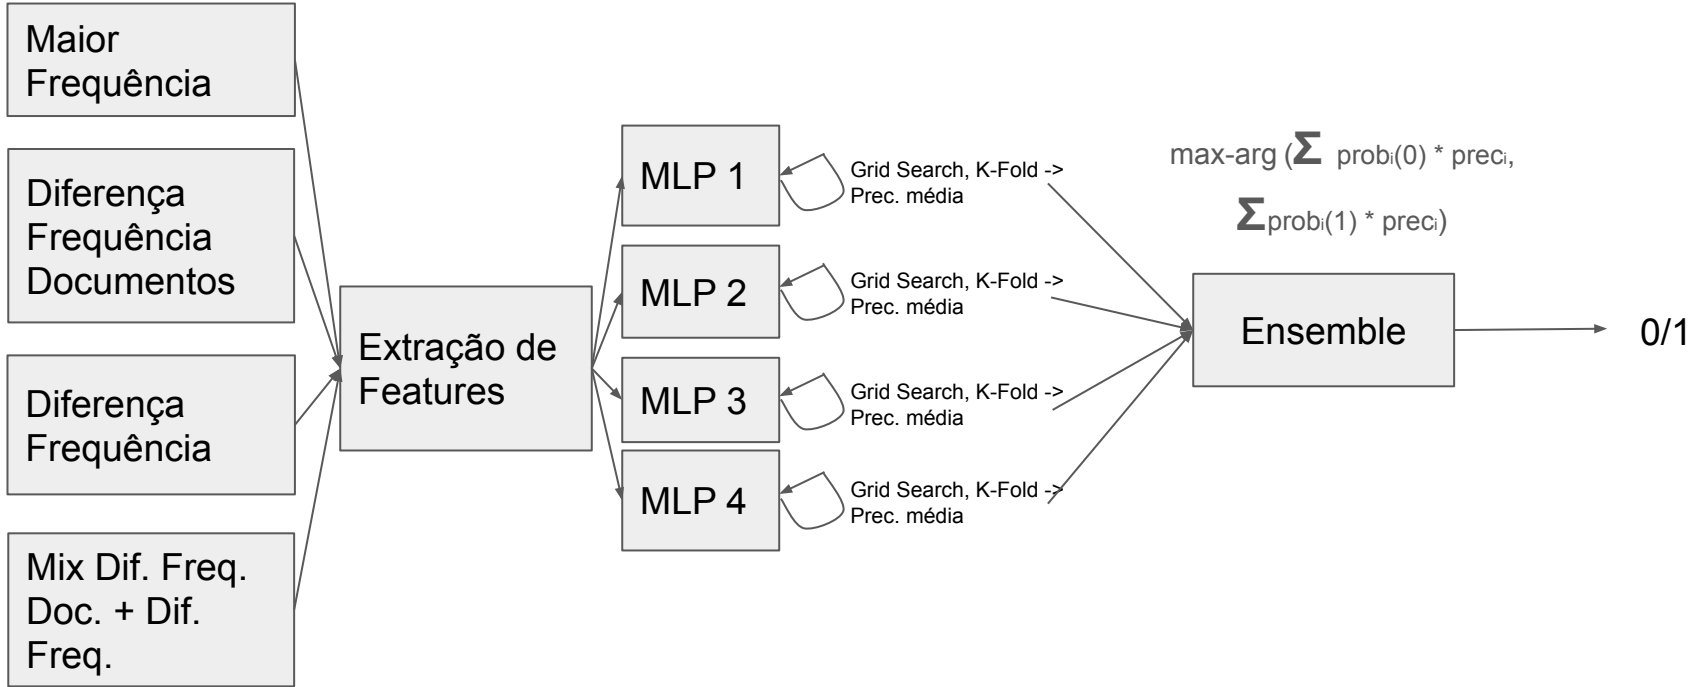 Maior
Frequência
Diferença
Frequência
Documentos
Diferença
Frequência
Mix Dif. Freq.
Doc. + Dif.
Freq.
Extração de
Features
MLP 1
Grid Search, K-Fold ->
Prec. média
MLP 2
Grid Search, K-Fold ->
Prec. média
MLP 3
Grid Search, K-Fold ->
Prec. média
MLP 4
Grid Search, K-Fold ->
Prec. média
max-arg (Σ probᵢ(0) * precᵢ,
Σprobᵢ(1) * precᵢ)
Ensemble
0/1